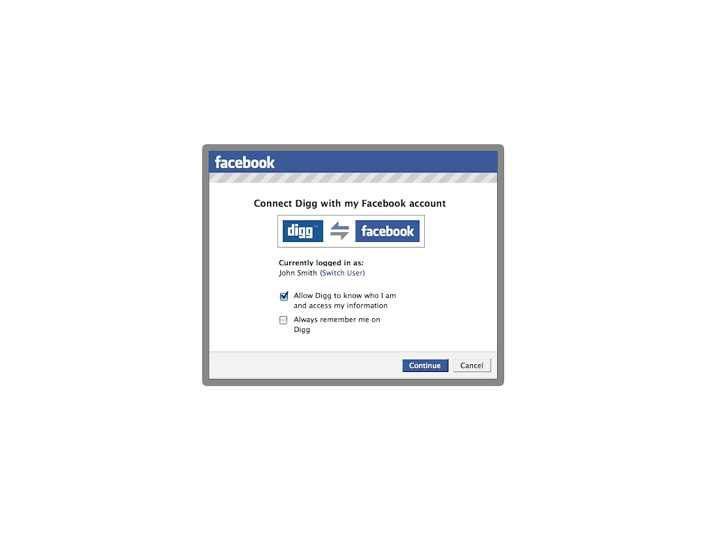 facebook
Connect Digg with my Facebook account
digg facebook
Currently logged in as:
John Smith (Switch User)
Allow Digg to know who I am
and access my information
Always remember me on
Digg
Continue Cancel